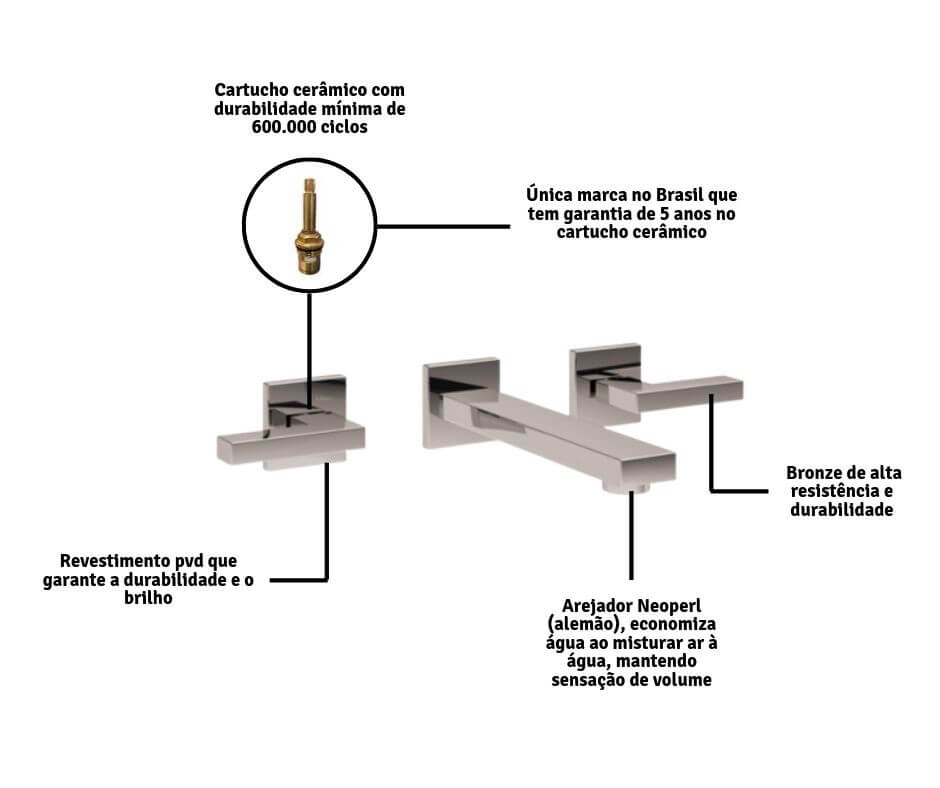 Cartucho cerâmico com
durabilidade mínima de
600.000 ciclos
Única marca no Brasil que
tem garantia de 5 anos no
cartucho cerâmico
Bronze de alta
resistência e
durabilidade
Revestimento pvd que
garante a durabilidade e o
brilho
Arejador Neoperl
(alemão), economiza
água ao misturar ar à
água, mantendo
sensação de volume